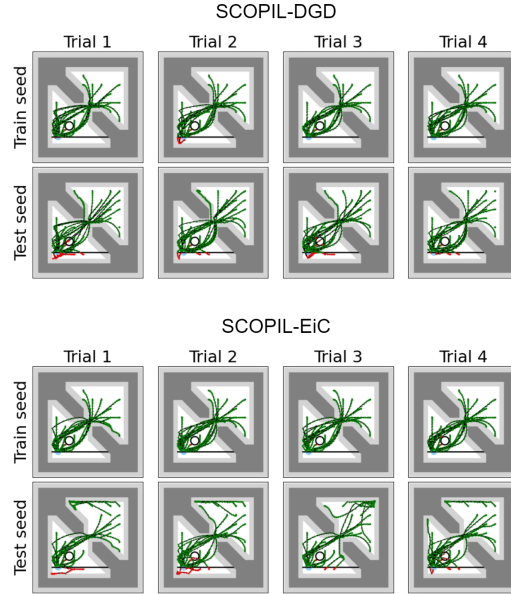 SCOPIL-DGD
Trial 1 Trial 2 Trial 3 Trial 4
Train seed
Test seed
SCOPIL-EiC
Trial 1 Trial 2 Trial 3 Trial 4
Train seed
Test seed